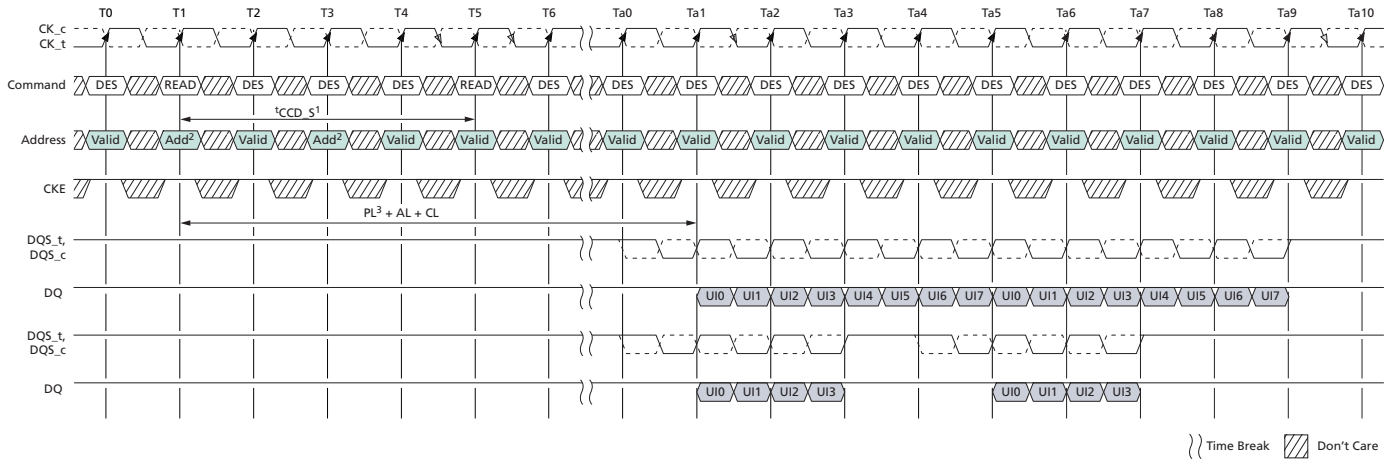 T0 T1 T2 T3 T4 T5 T6 Ta0 Ta1 Ta2 Ta3 Ta4 Ta5 Ta6 Ta7 Ta8 Ta9 Ta10
CK_c
CK_t
Command DES READ DES DES DES READ DES DES DES DES DES DES DES DES DES DES DES DES
tCCD_S1
Address Valid Add2 Valid Add2 Valid Valid Valid Valid Valid Valid Valid Valid Valid Valid Valid Valid Valid Valid
CKE
PL3 + AL + CL
DQS_t,
DQS_c
DQ UI0 UI1 UI2 UI3 UI4 UI5 UI6 UI7 UI0 UI1 UI2 UI3 UI4 UI5 UI6 UI7
DQS_t,
DQS_c
DQ UI0 UI1 UI2 UI3 UI0 UI1 UI2 UI3
Time Break Don't Care